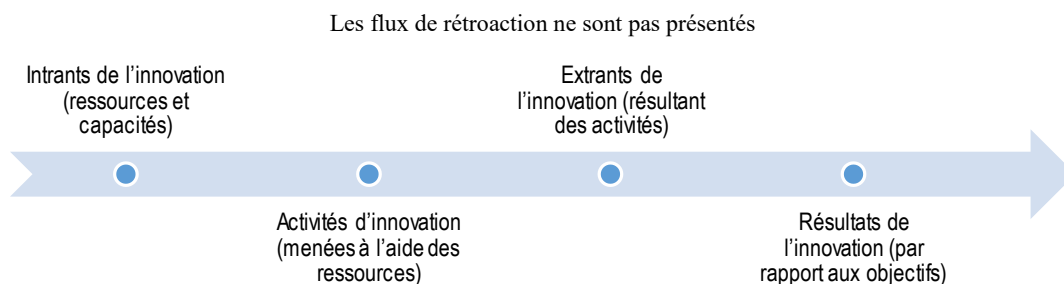 Les flux de rétroaction ne sont pas présentés
Intrants de l’innovation
(ressources et
capacités)
Activités d’innovation
(menées à l’aide des
ressources)
Extrants de
l’innovation (résultant
des activités)
Résultats de
l’innovation (par
rapport aux objectifs)